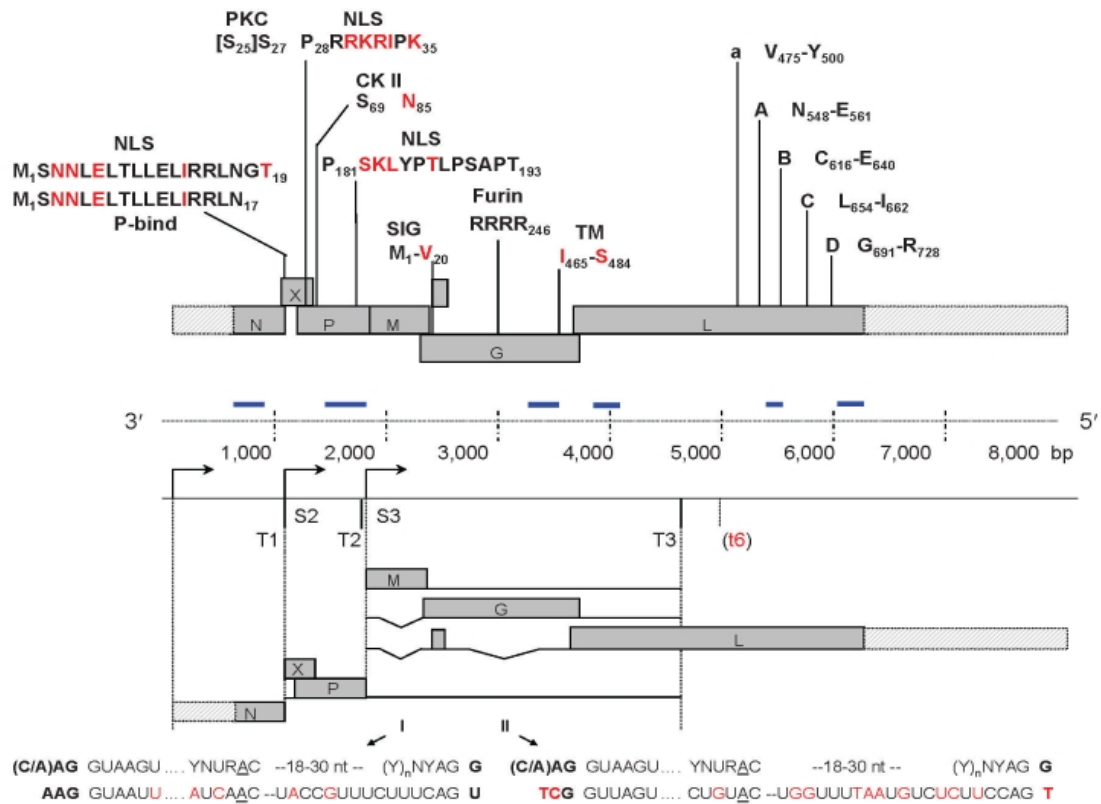 PKC NLS
[S25]S27 P28RRKRIPK35
CK II
S69 N85
NLS
P181SKLYPTLPSAPT193
NLS
M1SNNLELTLLELIRRLNGT19
M1SNNLELTLLELIRRLN17
P-bind
SIG
M1-V20
Furin
RRRR246
TM
I465-S484
a V475-Y500
A N548-E561
B C616-E640
C L654-I662
D G691-R728
X
N P M L
G
3′ 5′
1,000 2,000 3,000 4,000 5,000 6,000 7,000 8,000 bp
S2 S3
T1 T2 T3 (t6)
M
G
L
X
P
N
I II
(C/A)AG GUAAGU .... YNURAC --18-30 nt -- (Y)nNYAG G (C/A)AG GUAAGU .... YNURAC --18-30 nt -- (Y)nNYAG G
AAG GUAAUU .... AUCAAC --UACCGUUUCUUUCAG U TCG GUUAGU .... CUGUAC --UGGUUUTAAUGUCUCUUCCAG T